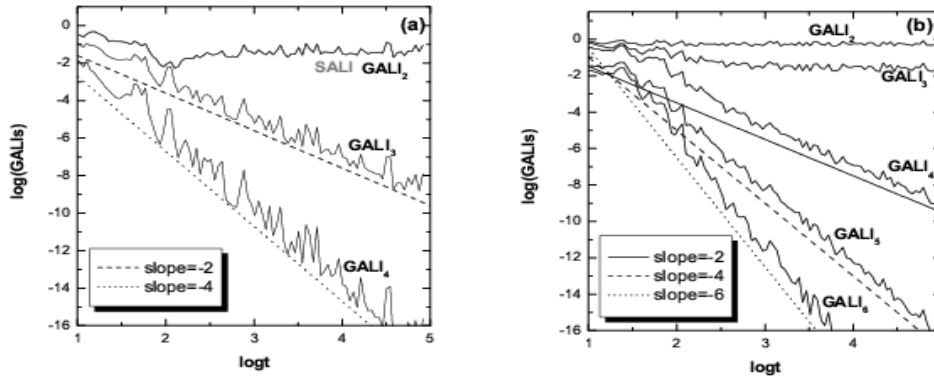 (a)
0
-2
-4
-6
-8
-10
-12
-14
-16
log(GALIs)
SALI GALI2
GALI3
GALI4
slope=-2
slope=-4
1 2 3 4 5
logt
(b)
0
-2
-4
-6
-8
-10
-12
-14
-16
log(GALIs)
GALI2
GALI3
GALI4
GALI5
GALI6
slope=-2
slope=-4
slope=-6
1 2 3 4
logt